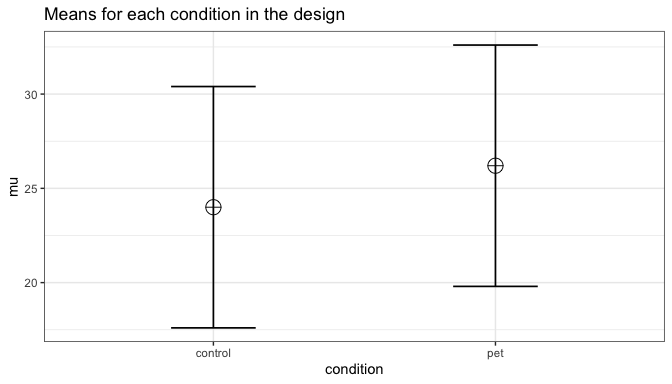 Means for each condition in the design
mu
30
25
20
control
pet
condition